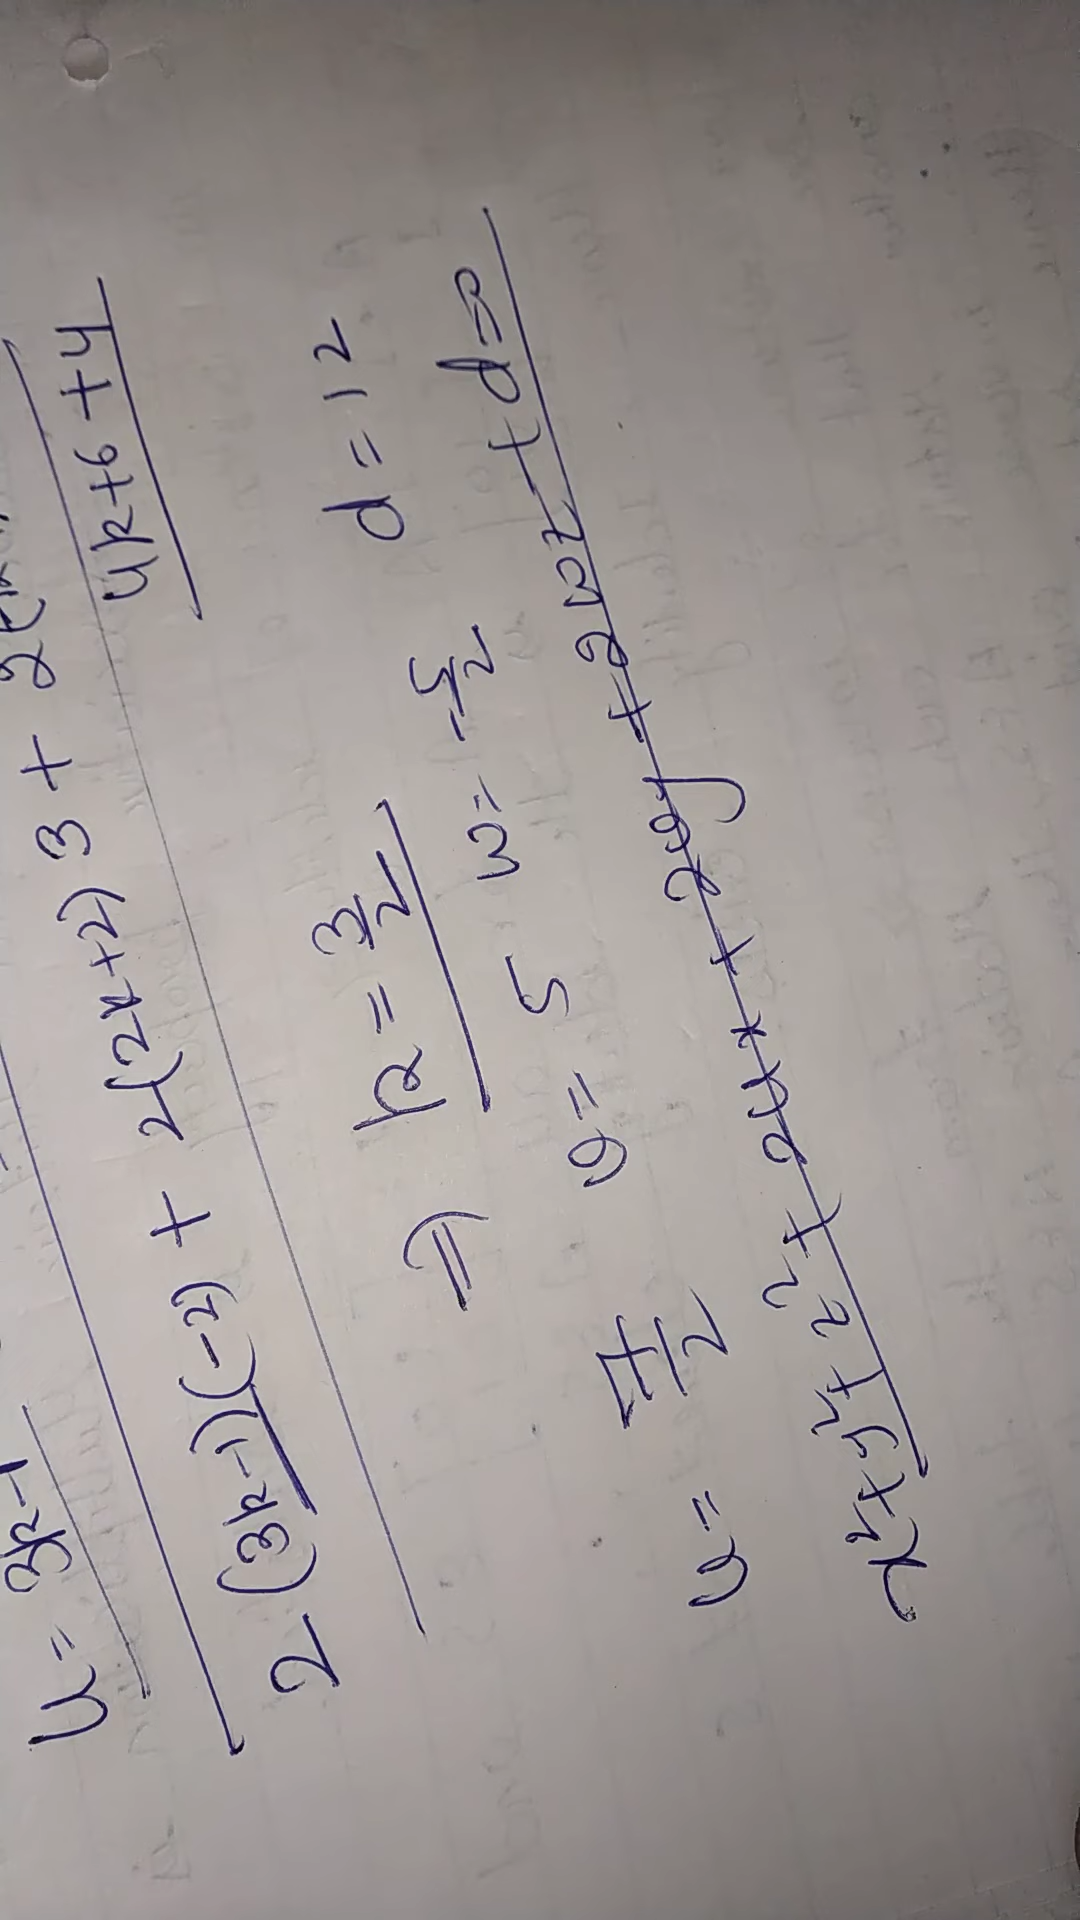 u = 3k-1
2(3k-1)(-2) + 2(2k+2) 3 + 2
4k+6 +4
⇒ k = 3/2 d = 12
u = 7/2 v = 5 w = -5/2
x²+y²+z²+2ux+2vy+2wz+d=0